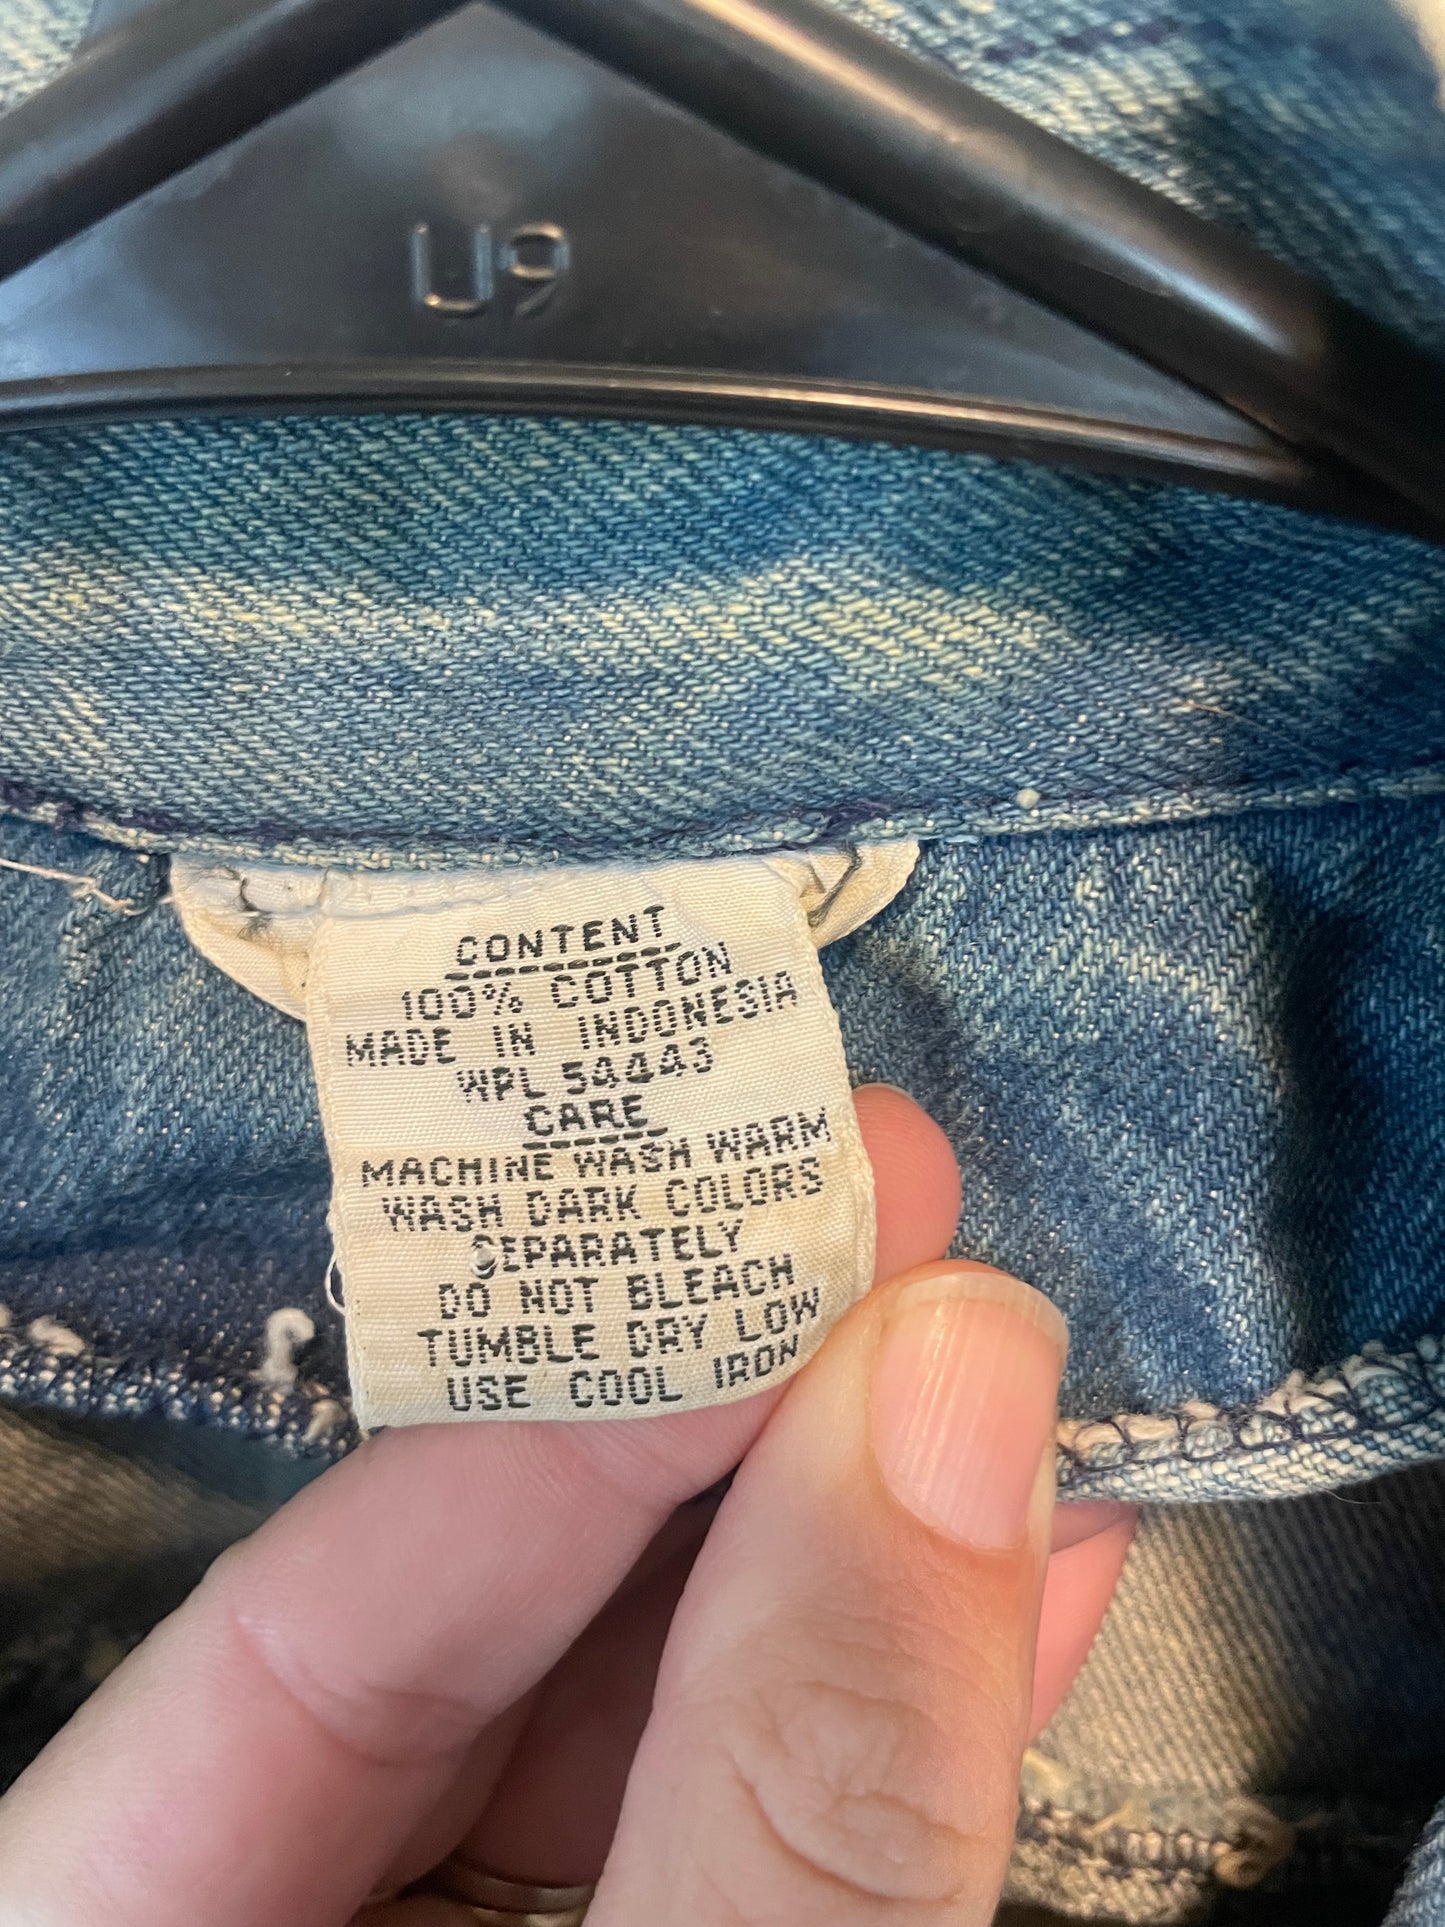 U9
CONTENT
100% COTTON
MADE IN INDONESIA
WPL 54443
CARE
MACHINE WASH WARM
WASH DARK COLORS
SEPARATELY
DO NOT BLEACH
TUMBLE DRY LOW
USE COOL IRON